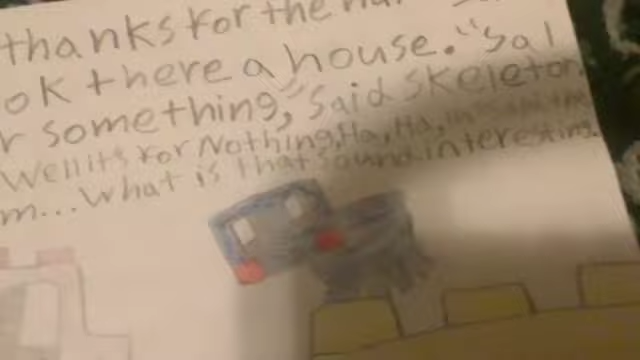 thanks for the
ok there a house." Sa
r something," said skeleton.
Well it's for Nothing, Ha, Ha,
m... What is that sound interesting.